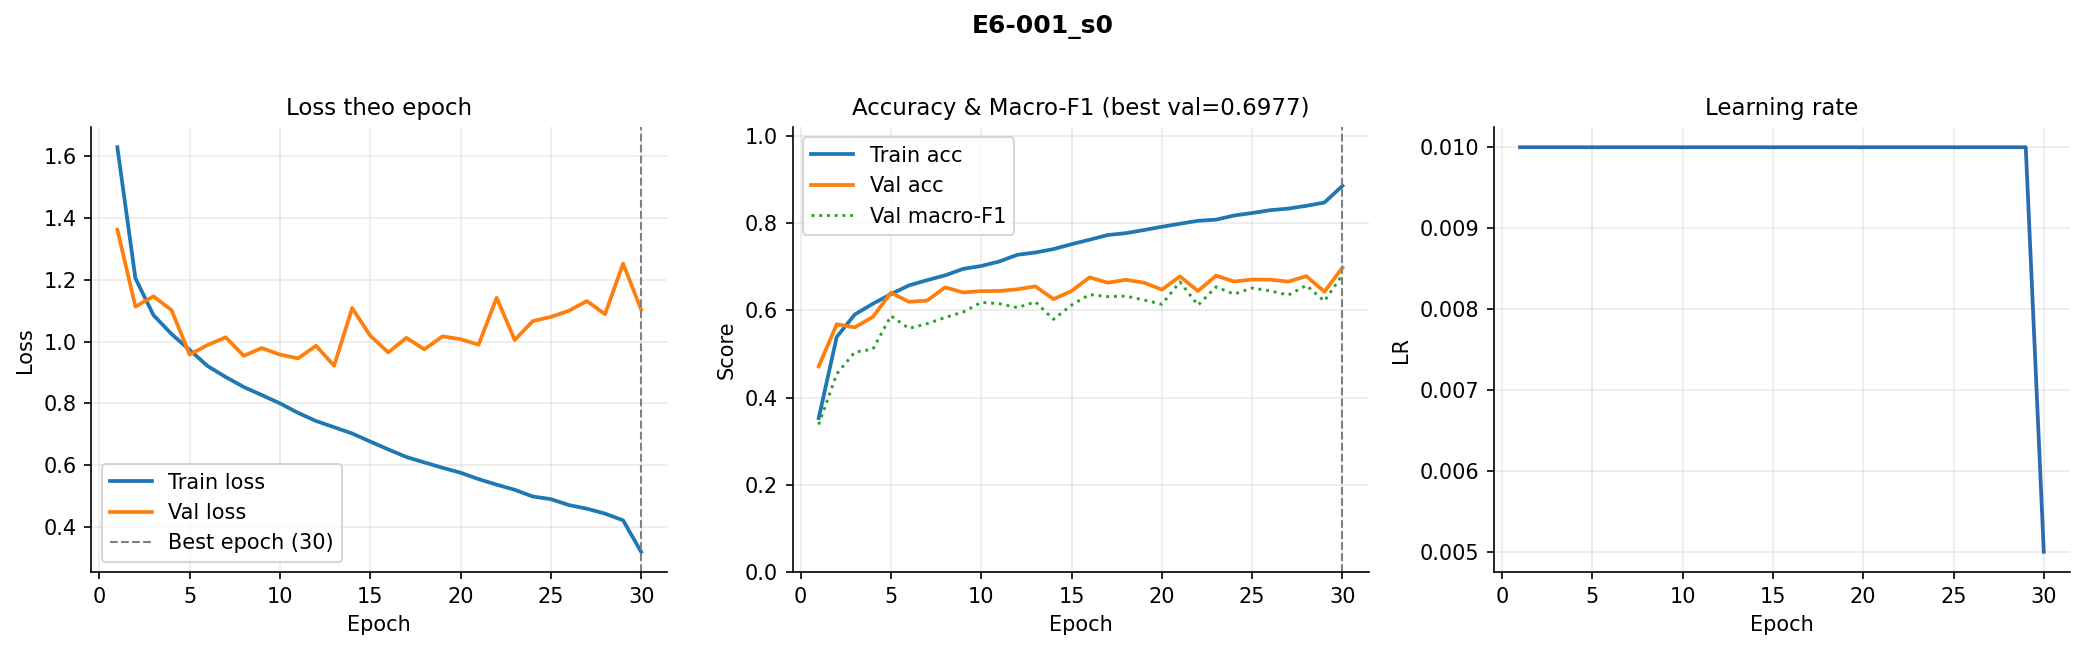 E6-001_s0
Loss theo epoch
Loss
1.6
1.4
1.2
1.0
0.8
0.6
0.4
Train loss
Val loss
Best epoch (30)
0 5 10 15 20 25 30
Epoch
Accuracy & Macro-F1 (best val=0.6977)
Score
1.0
0.8
0.6
0.4
0.2
0.0
Train acc
Val acc
Val macro-F1
0 5 10 15 20 25 30
Epoch
Learning rate
LR
0.010
0.009
0.008
0.007
0.006
0.005
0 5 10 15 20 25 30
Epoch